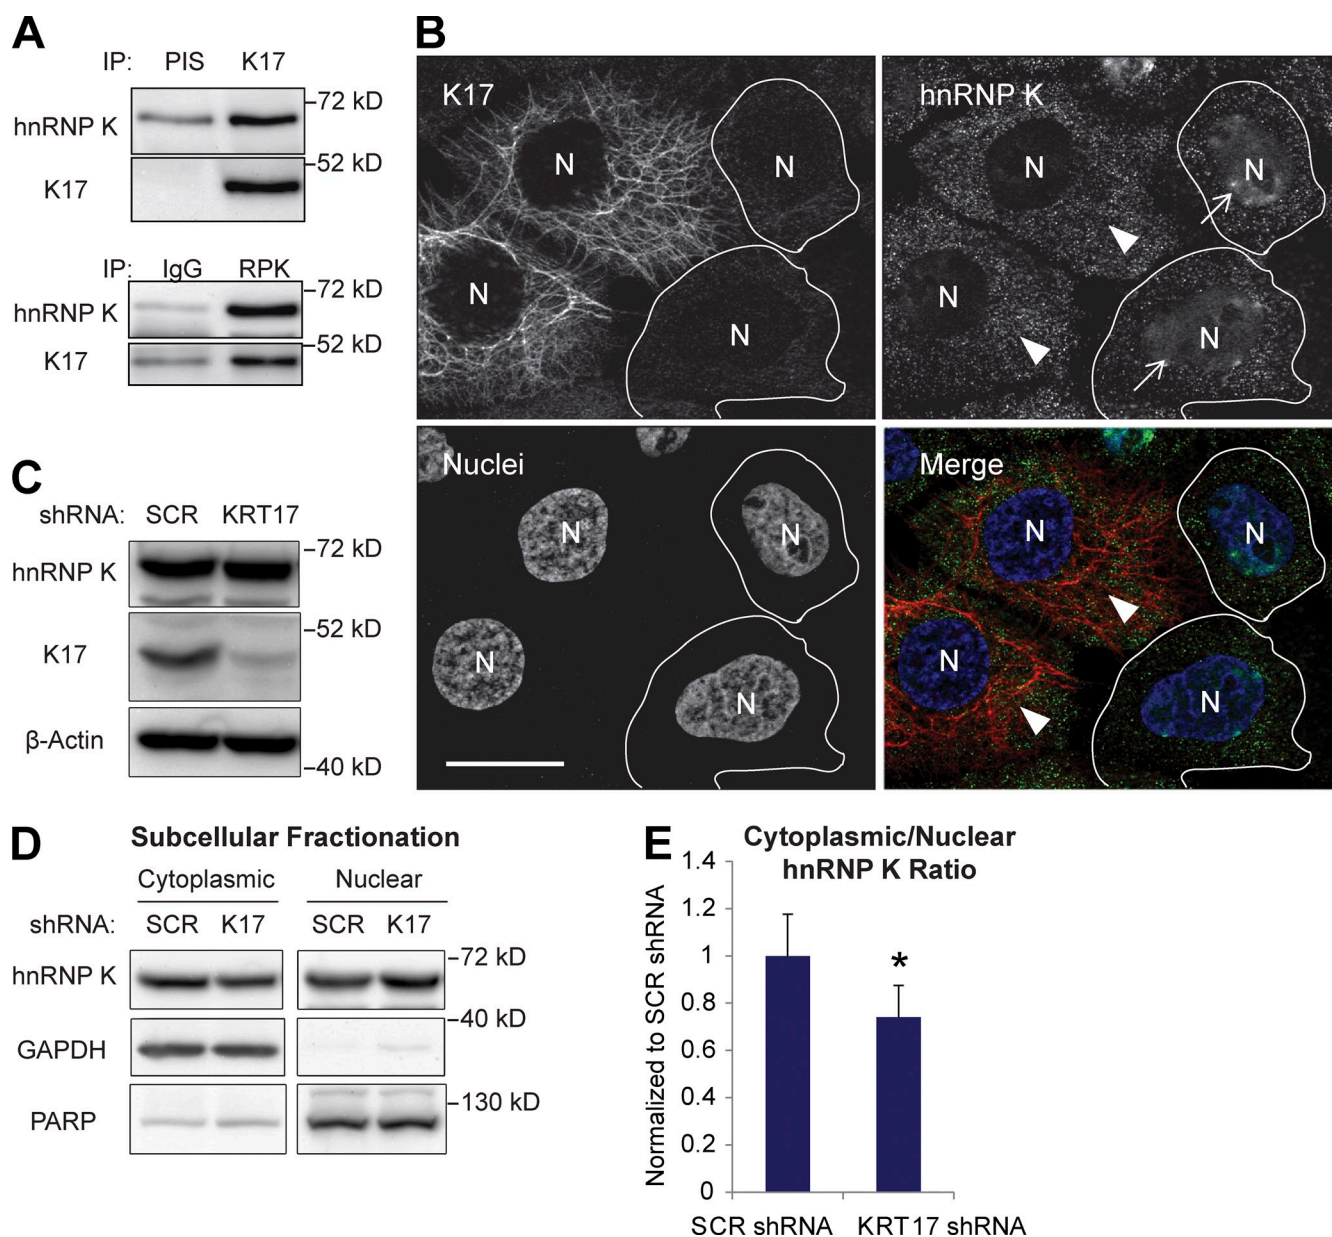 A
IP: PIS K17
hnRNP K
–72 kD
K17
–52 kD
IP: IgG RPK
hnRNP K
–72 kD
K17
–52 kD
B
K17
N
N
N
N
hnRNP K
N
N
N
N
Nuclei
N
N
N
N
Merge
N
N
N
N
C
shRNA: SCR KRT17
hnRNP K
–72 kD
K17
–52 kD
β-Actin
–40 kD
D
Subcellular Fractionation
Cytoplasmic Nuclear
shRNA: SCR K17 SCR K17
hnRNP K
–72 kD
GAPDH
–40 kD
PARP
–130 kD
E
Cytoplasmic/Nuclear
hnRNP K Ratio
Normalized to SCR shRNA
1.4
1.2
1
0.8
0.6
0.4
0.2
0
*
SCR shRNA KRT17 shRNA